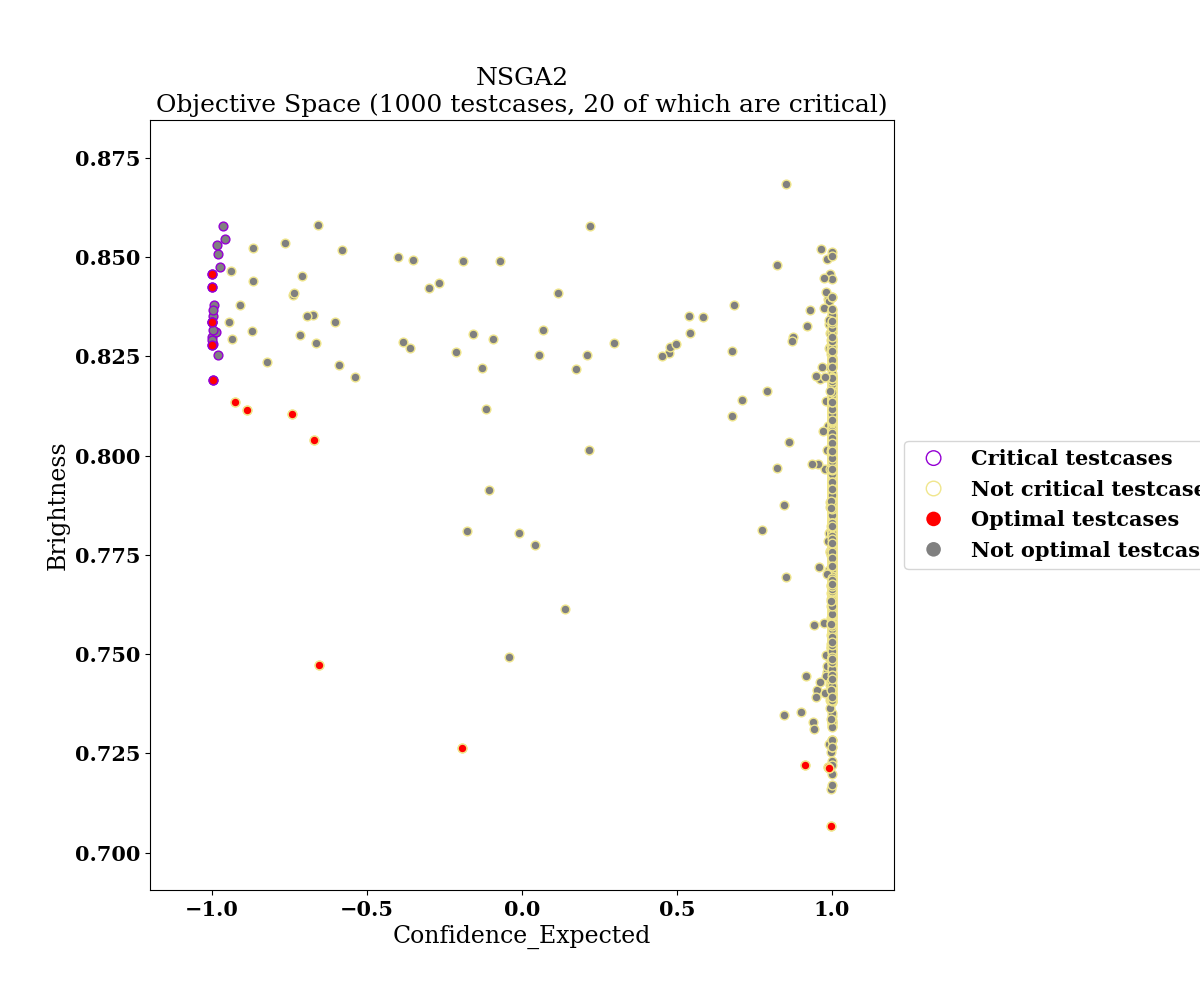 NSGA2
Objective Space (1000 testcases, 20 of which are critical)
0.875
0.850
0.825
0.800
0.775
0.750
0.725
0.700
Brightness
−1.0 −0.5 0.0 0.5 1.0
Confidence_Expected
Critical testcases
Not critical testcase
Optimal testcases
Not optimal testcas